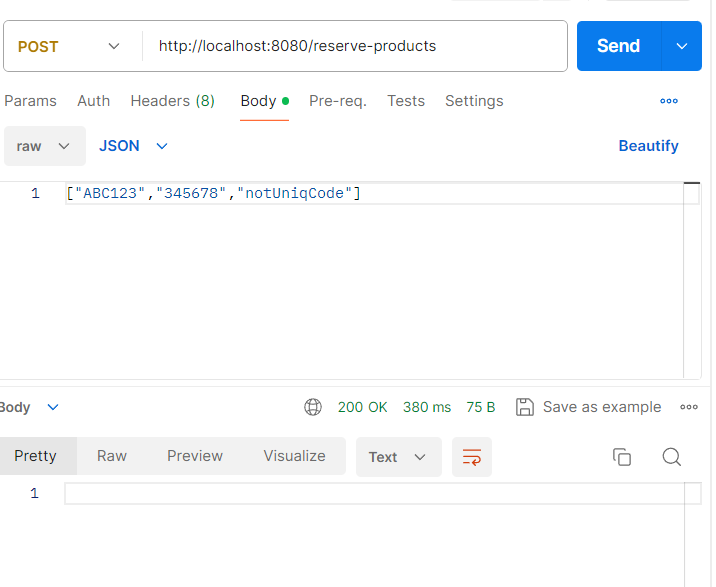 POST http://localhost:8080/reserve-products Send
Params Auth Headers (8) Body Pre-req. Tests Settings
raw JSON Beautify
1 ["ABC123","345678","notUniqCode"]
Body 200 OK 380 ms 75 B Save as example
Pretty Raw Preview Visualize Text
1